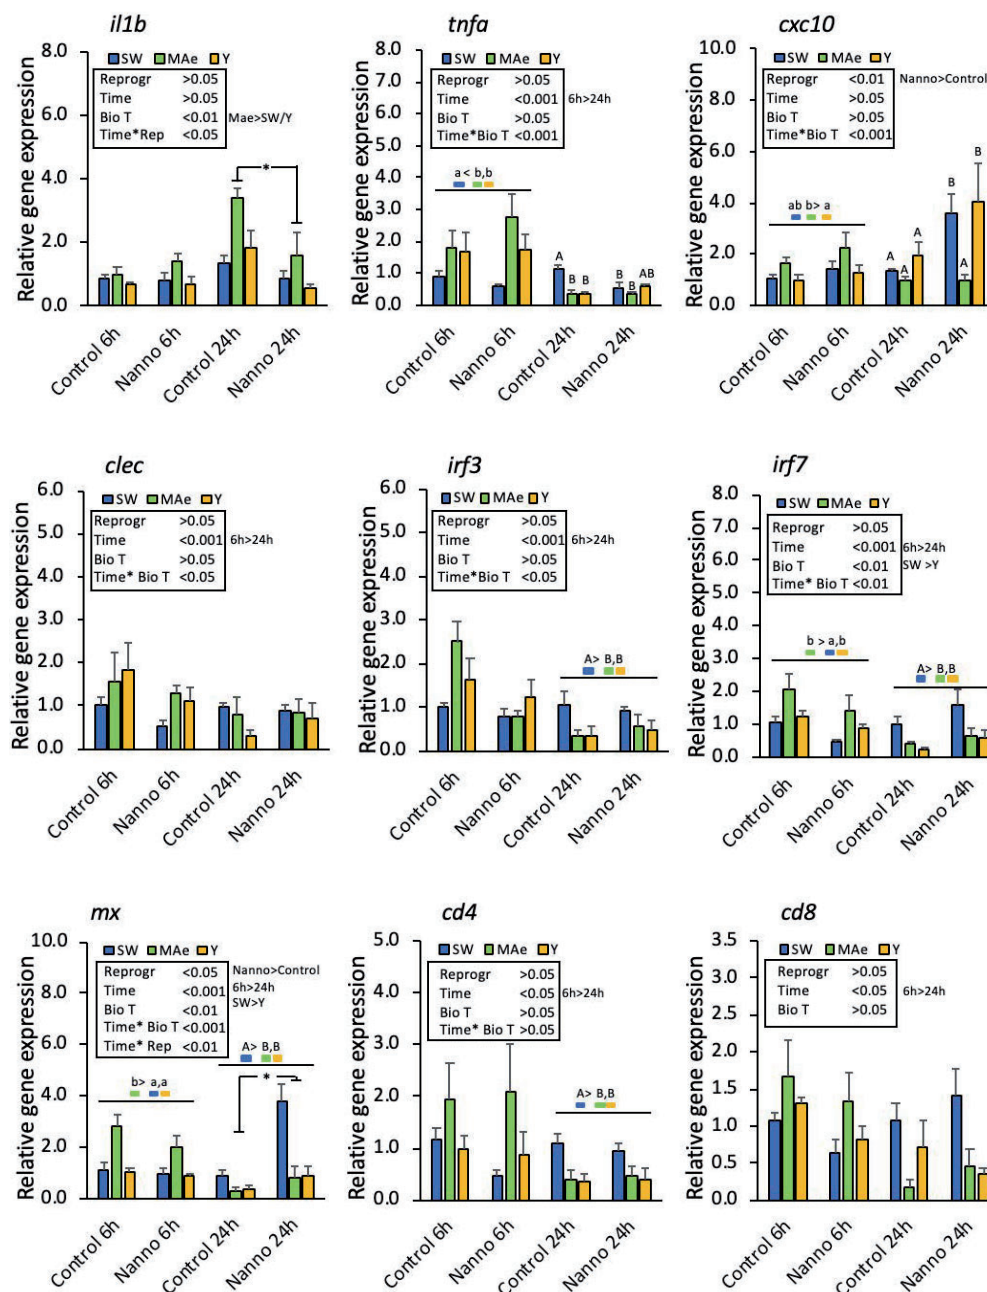 il1b
Relative gene expression
8.0
6.0
4.0
2.0
0.0
SW MAe Y
Reprogr >0.05
Time >0.05
Bio T <0.01 Mae>SW/Y
Time*Rep <0.05
*
Control 6h
Nanno 6h
Control 24h
Nanno 24h
tnfa
Relative gene expression
8.0
7.0
6.0
5.0
4.0
3.0
2.0
1.0
0.0
SW MAe Y
Reprogr >0.05
Time <0.001 6h>24h
Bio T >0.05
Time*Bio T <0.001
a < b,b
A B B B B AB
Control 6h
Nanno 6h
Control 24h
Nanno 24h
cxc10
Relative gene expression
10.0
8.0
6.0
4.0
2.0
0.0
SW MAe Y
Reprogr <0.01 Nanno>Control
Time >0.05
Bio T >0.05
Time*Bio T <0.001
ab b> a
A A A B A B
Control 6h
Nanno 6h
Control 24h
Nanno 24h
clec
Relative gene expression
6.0
5.0
4.0
3.0
2.0
1.0
0.0
SW MAe Y
Reprogr >0.05
Time <0.001 6h>24h
Bio T >0.05
Time* Bio T <0.05
Control 6h
Nanno 6h
Control 24h
Nanno 24h
irf3
Relative gene expression
6.0
5.0
4.0
3.0
2.0
1.0
0.0
SW MAe Y
Reprogr >0.05
Time <0.001 6h>24h
Bio T >0.05
Time*Bio T <0.05
A> B,B
Control 6h
Nanno 6h
Control 24h
Nanno 24h
irf7
Relative gene expression
8.0
7.0
6.0
5.0
4.0
3.0
2.0
1.0
0.0
SW MAe Y
Reprogr >0.05
Time <0.001 6h>24h
Bio T <0.01 SW >Y
Time* Bio T <0.01
b > a,b
A> B,B
Control 6h
Nanno 6h
Control 24h
Nanno 24h
mx
Relative gene expression
10.0
8.0
6.0
4.0
2.0
0.0
SW MAe Y
Reprogr <0.05 Nanno>Control
Time <0.001 6h>24h
Bio T <0.01 SW>Y
Time* Bio T <0.001
Time* Rep <0.01
A> B,B
b> a,a
*
Control 6h
Nanno 6h
Control 24h
Nanno 24h
cd4
Relative gene expression
5.0
4.0
3.0
2.0
1.0
0.0
SW MAe Y
Reprogr >0.05
Time <0.05 6h>24h
Bio T >0.05
Time* Bio T >0.05
A> B,B
Control 6h
Nanno 6h
Control 24h
Nanno 24h
cd8
Relative gene expression
3.5
3.0
2.5
2.0
1.5
1.0
0.5
0.0
SW MAe Y
Reprogr >0.05
Time <0.05 6h>24h
Bio T >0.05
Control 6h
Nanno 6h
Control 24h
Nanno 24h